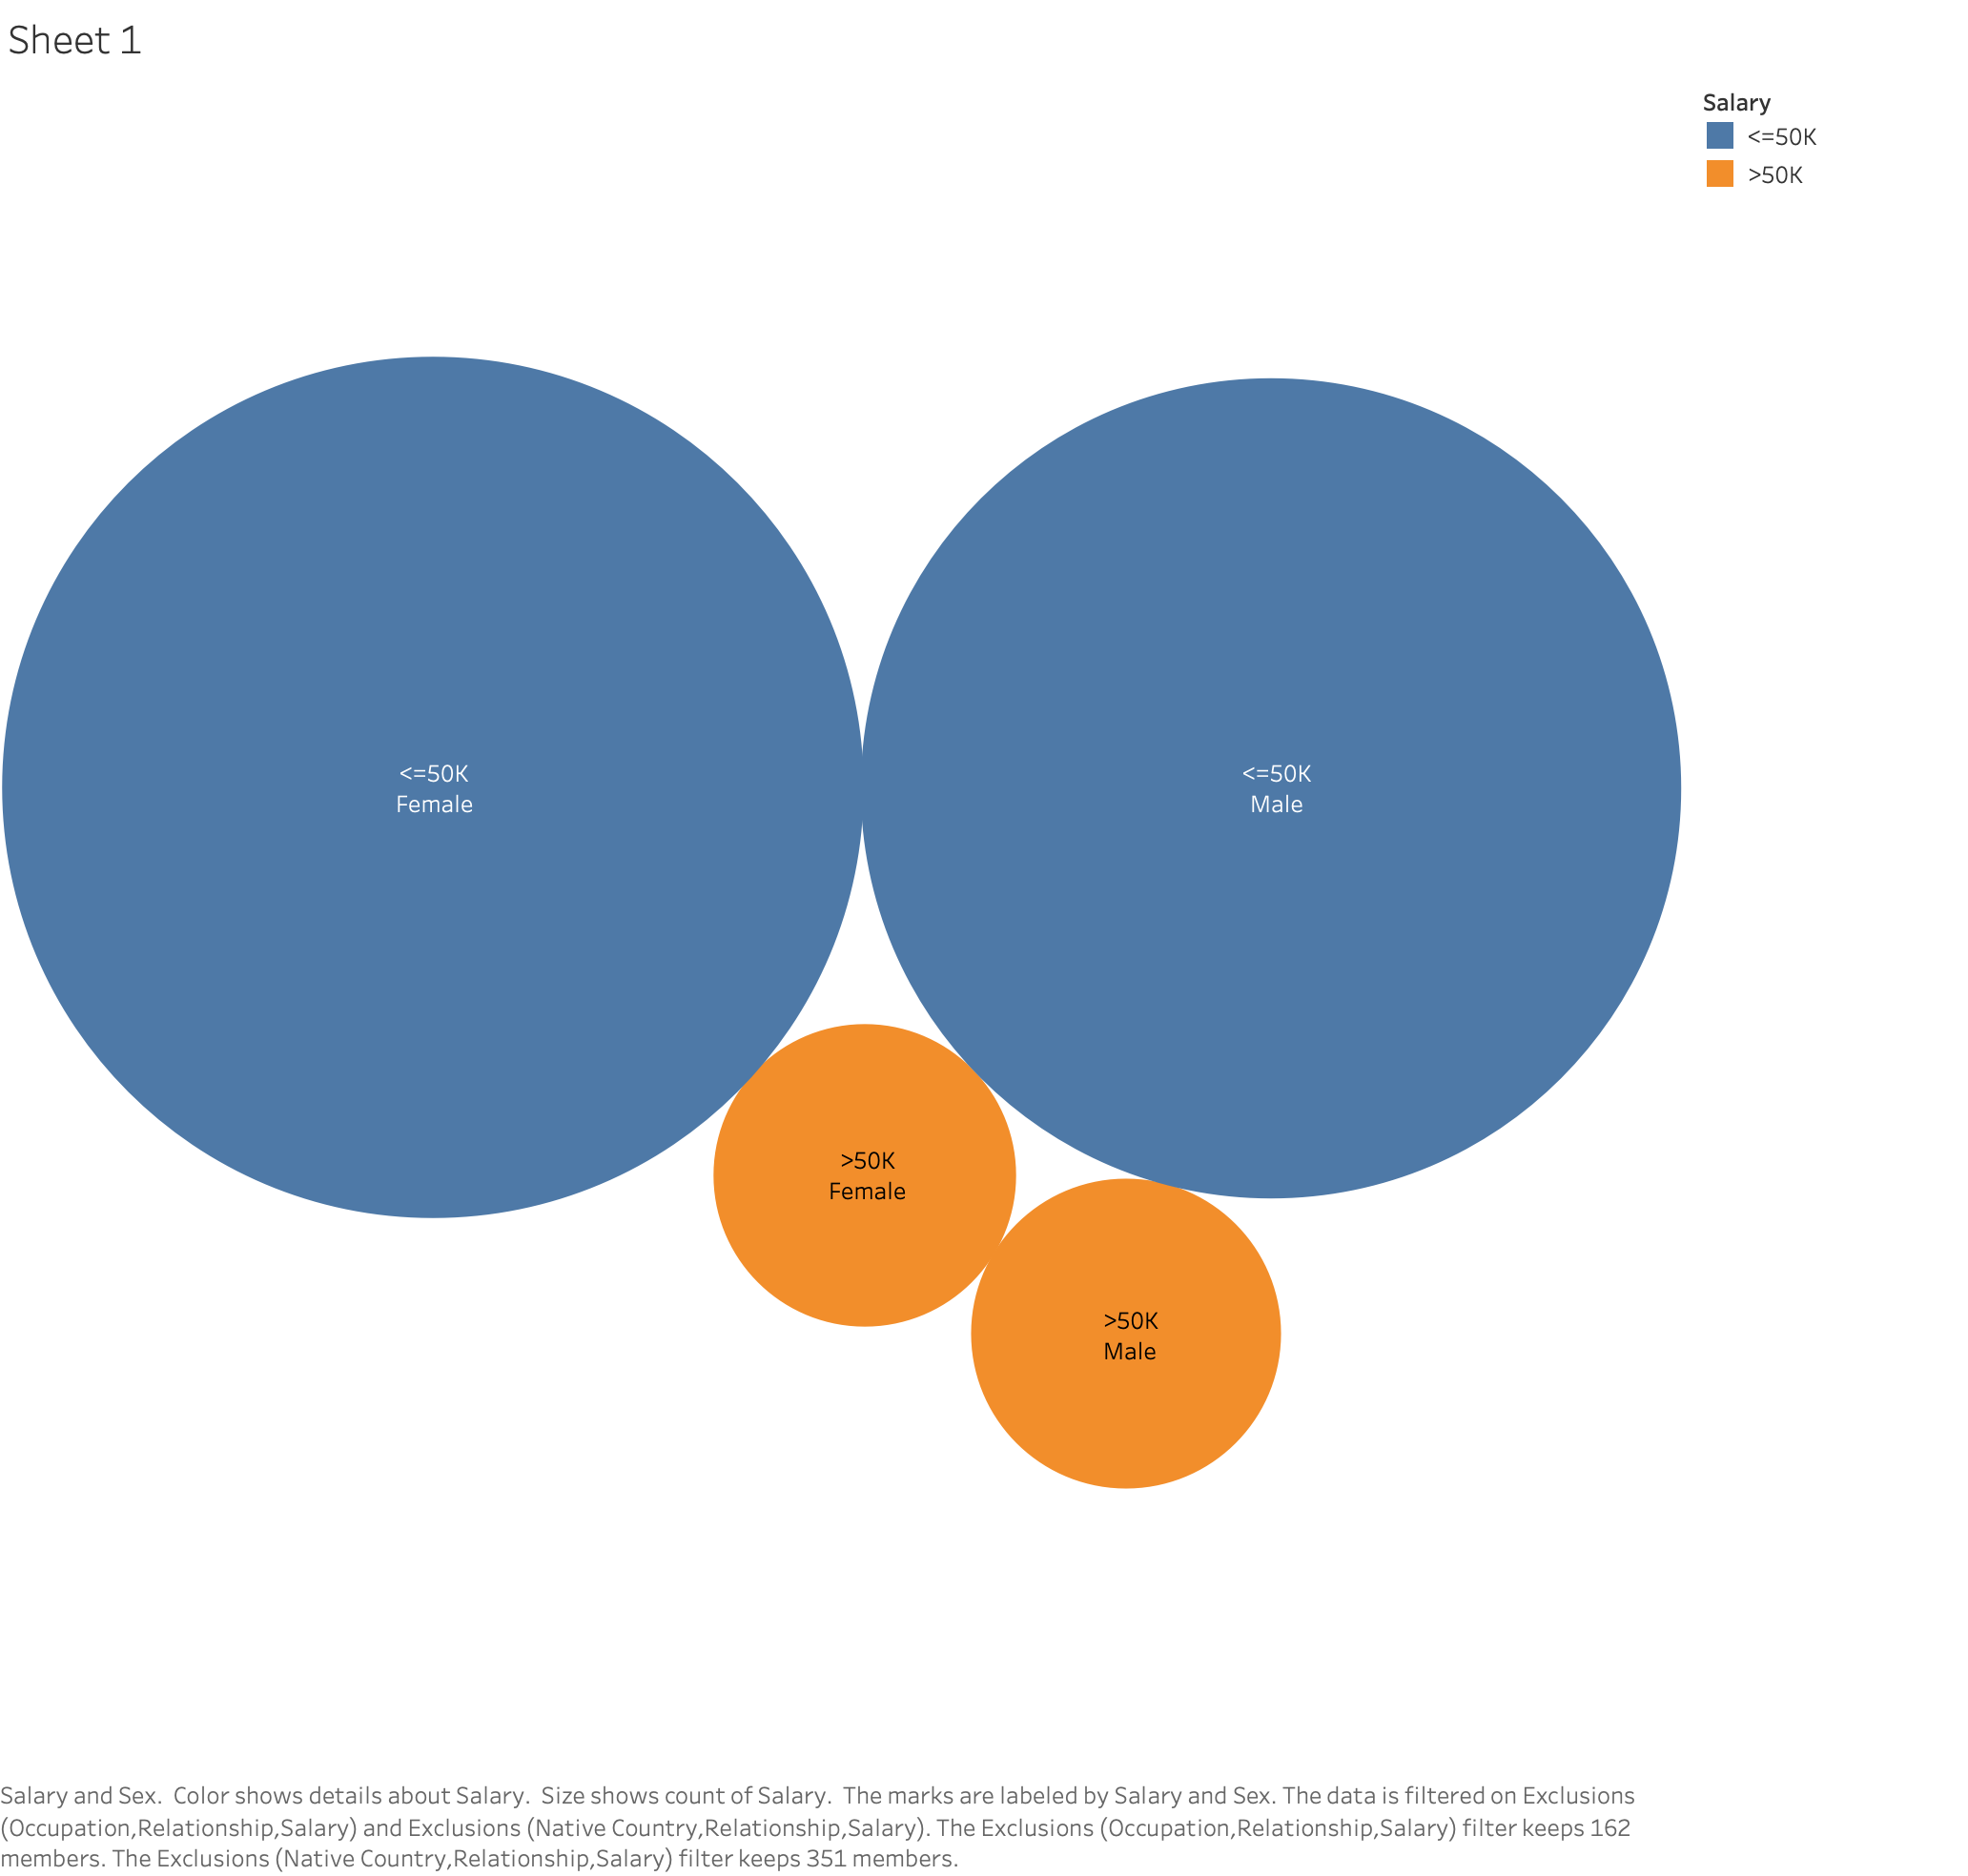 Sheet 1
Salary
<=50K
>50K
<=50K
Female
<=50K
Male
>50K
Female
>50K
Male
Salary and Sex.  Color shows details about Salary.  Size shows count of Salary.  The marks are labeled by Salary and Sex. The data is filtered on Exclusions
(Occupation,Relationship,Salary) and Exclusions (Native Country,Relationship,Salary). The Exclusions (Occupation,Relationship,Salary) filter keeps 162
members. The Exclusions (Native Country,Relationship,Salary) filter keeps 351 members.